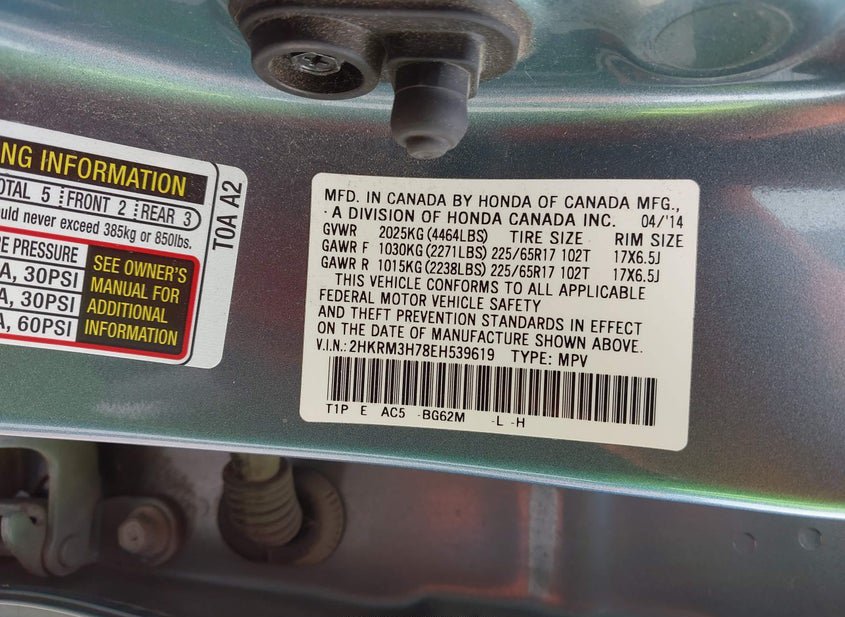 NG INFORMATION
OTAL 5 FRONT 2 REAR 3
ould never exceed 385kg or 850lbs.
E PRESSURE
A, 30PSI
A, 30PSI
A, 60PSI
SEE OWNER'S
MANUAL FOR
ADDITIONAL
INFORMATION
T0A A2
MFD. IN CANADA BY HONDA OF CANADA MFG.,
A DIVISION OF HONDA CANADA INC. 04/'14
GVWR 2025KG (4464LBS) TIRE SIZE RIM SIZE
GAWR F 1030KG (2271LBS) 225/65R17 102T 17X6.5J
GAWR R 1015KG (2238LBS) 225/65R17 102T 17X6.5J
THIS VEHICLE CONFORMS TO ALL APPLICABLE
FEDERAL MOTOR VEHICLE SAFETY
AND THEFT PREVENTION STANDARDS IN EFFECT
ON THE DATE OF MANUFACTURE SHOWN ABOVE.
V.I.N.: 2HKRM3H78EH539619 TYPE: MPV
T1P E AC5 -BG62M -L -H